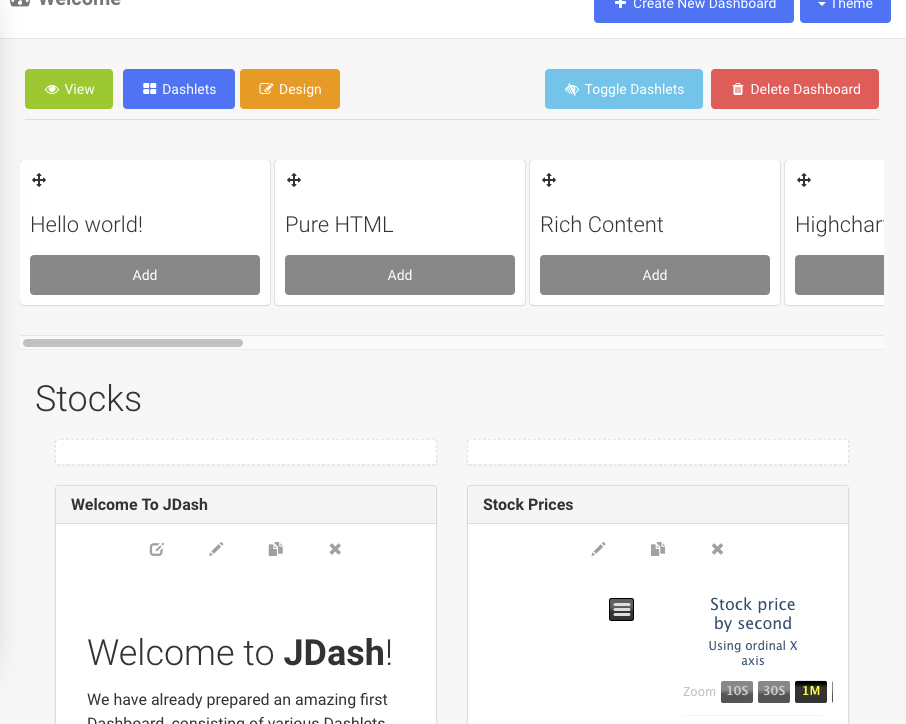 Welcome
Create New Dashboard
Theme
View
Dashlets
Design
Toggle Dashlets
Delete Dashboard
Hello world!
Pure HTML
Rich Content
Highchar
Add
Add
Add
Stocks
Welcome To JDash
Stock Prices
Welcome to JDash!
We have already prepared an amazing first
Dashboard, consisting of various Dashlets
Stock price
by second
Using ordinal X
axis
Zoom 10S 30S 1M